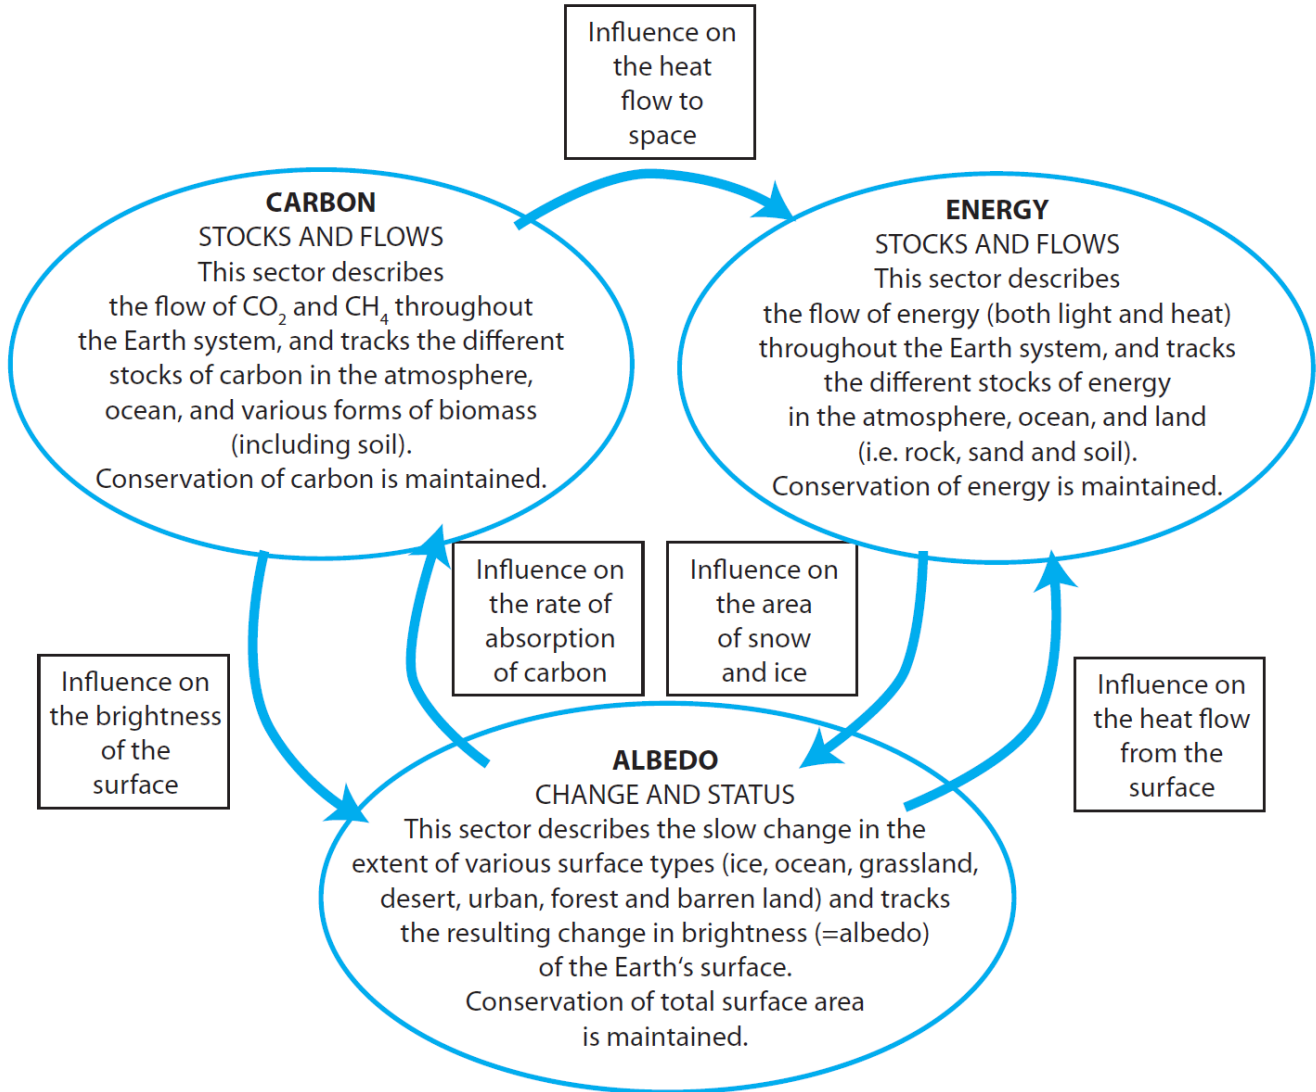 Influence on
the heat
flow to
space
CARBON
STOCKS AND FLOWS
This sector describes
the flow of CO₂ and CH₄ throughout
the Earth system, and tracks the different
stocks of carbon in the atmosphere,
ocean, and various forms of biomass
(including soil).
Conservation of carbon is maintained.
ENERGY
STOCKS AND FLOWS
This sector describes
the flow of energy (both light and heat)
throughout the Earth system, and tracks
the different stocks of energy
in the atmosphere, ocean, and land
(i.e. rock, sand and soil).
Conservation of energy is maintained.
Influence on
the brightness
of the
surface
Influence on
the rate of
absorption
of carbon
Influence on
the area
of snow
and ice
Influence on
the heat flow
from the
surface
ALBEDO
CHANGE AND STATUS
This sector describes the slow change in the
extent of various surface types (ice, ocean, grassland,
desert, urban, forest and barren land) and tracks
the resulting change in brightness (=albedo)
of the Earth‘s surface.
Conservation of total surface area
is maintained.